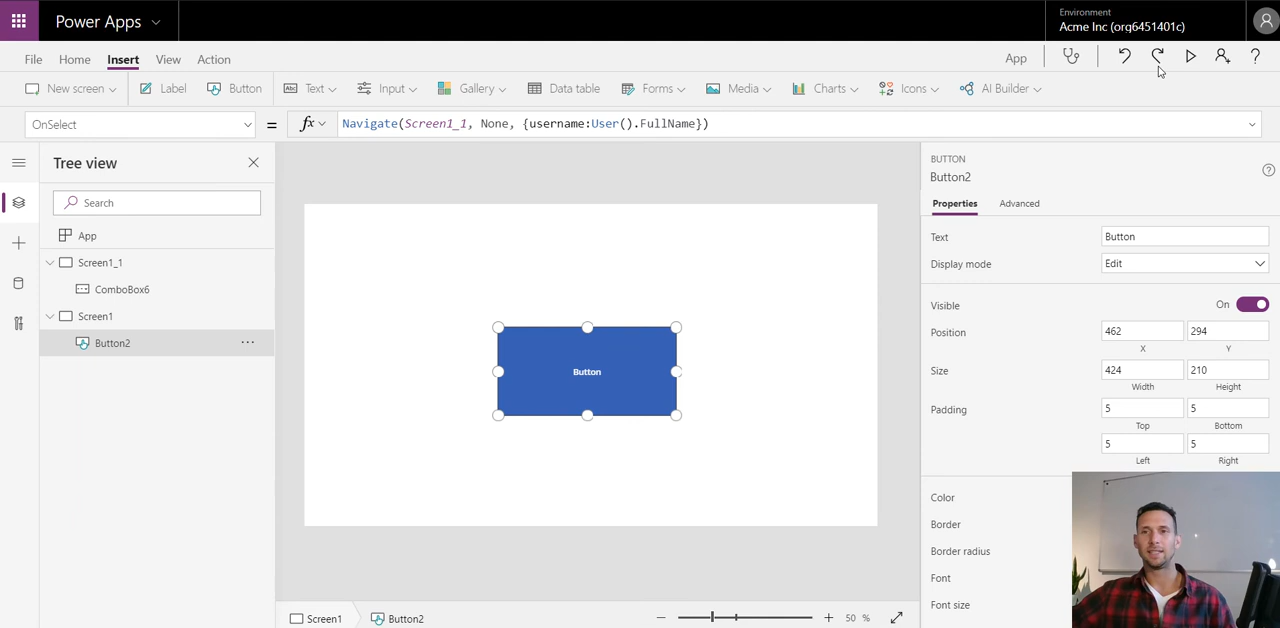 Power Apps
Environment
Acme Inc (org6451401c)
File Home Insert View Action
App
New screen Label Button Text Input Gallery Data table Forms Media Charts Icons AI Builder
OnSelect = fx Navigate(Screen1_1, None, {username:User().FullName})
Tree view
Search
App
Screen1_1
ComboBox6
Screen1
Button2
Button
Screen1 Button2
50 %
BUTTON
Button2
Properties Advanced
Text Button
Display mode Edit
Visible On
Position 462 294
X Y
Size 424 210
Width Height
Padding 5 5
Top Bottom
5 5
Left Right
Color
Border
Border radius
Font
Font size